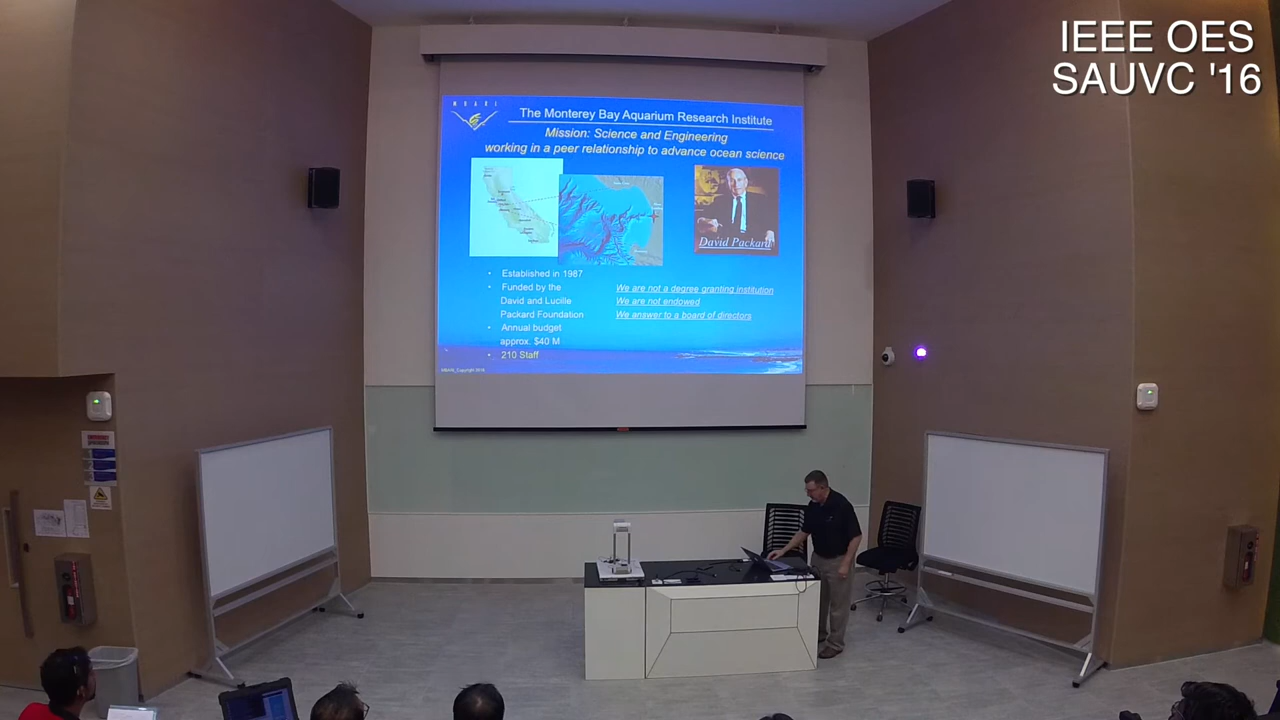 IEEE OES
SAUVC '16
M B A R I
The Monterey Bay Aquarium Research Institute
Mission: Science and Engineering
working in a peer relationship to advance ocean science
David Packard
• Established in 1987
• Funded by the
David and Lucille
Packard Foundation
• Annual budget
approx. $40 M
• 210 Staff
We are not a degree granting institution
We are not endowed
We answer to a board of directors